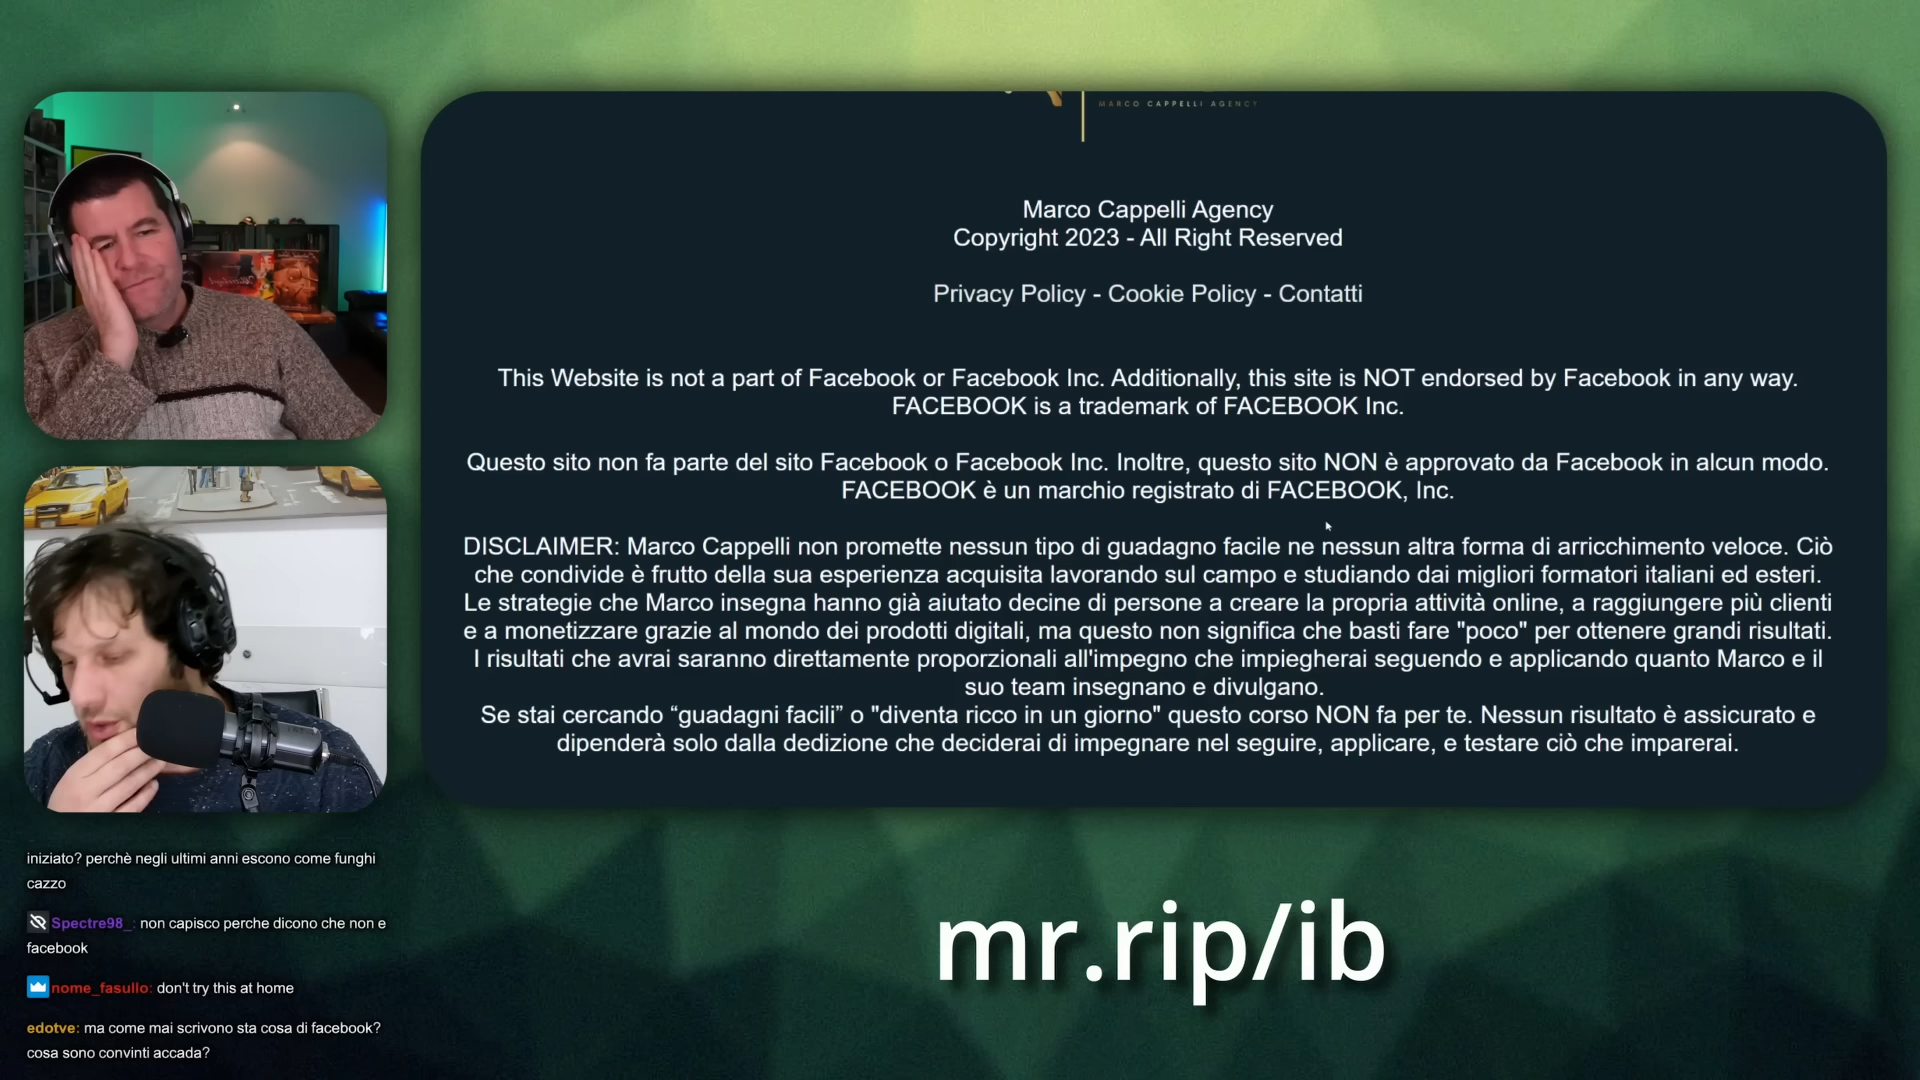 MARCO CAPPELLI AGENCY
Marco Cappelli Agency
Copyright 2023 - All Right Reserved
Privacy Policy - Cookie Policy - Contatti
This Website is not a part of Facebook or Facebook Inc. Additionally, this site is NOT endorsed by Facebook in any way.
FACEBOOK is a trademark of FACEBOOK Inc.
Questo sito non fa parte del sito Facebook o Facebook Inc. Inoltre, questo sito NON è approvato da Facebook in alcun modo.
FACEBOOK è un marchio registrato di FACEBOOK, Inc.
DISCLAIMER: Marco Cappelli non promette nessun tipo di guadagno facile ne nessun altra forma di arricchimento veloce. Ciò
che condivide è frutto della sua esperienza acquisita lavorando sul campo e studiando dai migliori formatori italiani ed esteri.
Le strategie che Marco insegna hanno già aiutato decine di persone a creare la propria attività online, a raggiungere più clienti
e a monetizzare grazie al mondo dei prodotti digitali, ma questo non significa che basti fare "poco" per ottenere grandi risultati.
I risultati che avrai saranno direttamente proporzionali all'impegno che impiegherai seguendo e applicando quanto Marco e il
suo team insegnano e divulgano.
Se stai cercando “guadagni facili” o "diventa ricco in un giorno" questo corso NON fa per te. Nessun risultato è assicurato e
dipenderà solo dalla dedizione che deciderai di impegnare nel seguire, applicare, e testare ciò che imparerai.
iniziato? perchè negli ultimi anni escono come funghi
cazzo
Spectre98_: non capisco perche dicono che non e
facebook
nome_fasullo: don't try this at home
edotve: ma come mai scrivono sta cosa di facebook?
cosa sono convinti accada?
mr.rip/ib